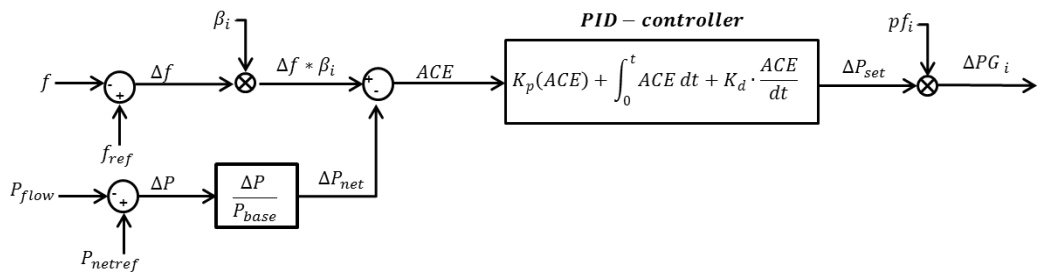 β_i
PID − controller
pf_i
f
-
+
Δf
Δf * β_i
+
-
ACE
K_p(ACE) + ∫_0^t ACE dt + K_d · ACE/dt
ΔP_set
ΔPG_i
f_ref
P_flow
-
+
ΔP
ΔP/P_base
ΔP_net
P_netref